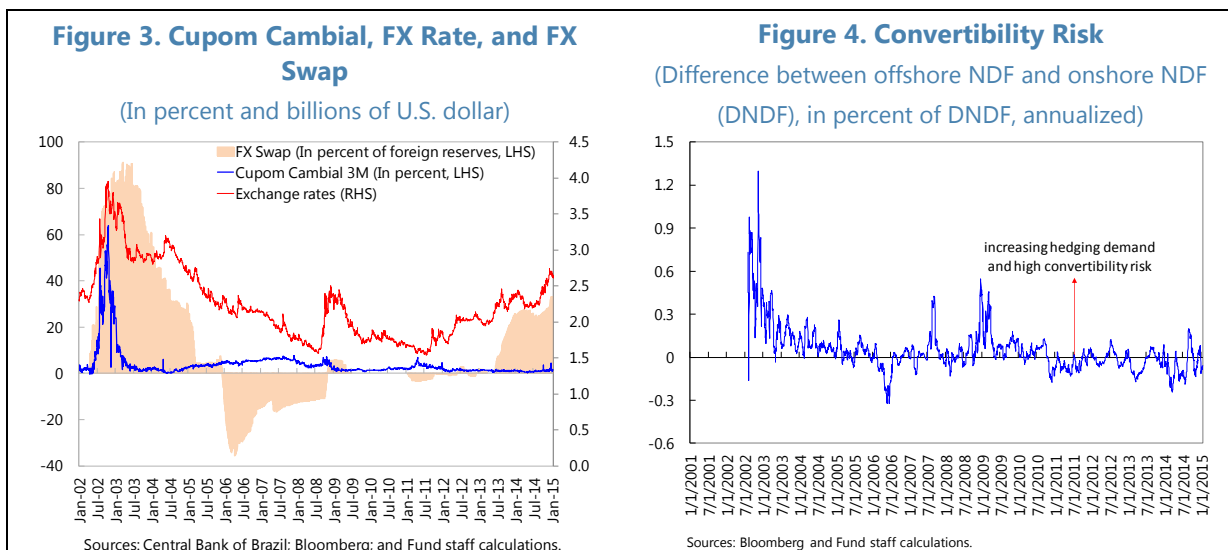 Figure 3. Cupom Cambial, FX Rate, and FX
Swap
(In percent and billions of U.S. dollar)
100
80
60
40
20
0
-20
-40
4.5
4.0
3.5
3.0
2.5
2.0
1.5
1.0
0.5
0.0
FX Swap (In percent of foreign reserves, LHS)
Cupom Cambial 3M (In percent, LHS)
Exchange rates (RHS)
Jan-02
Jul-02
Jan-03
Jul-03
Jan-04
Jul-04
Jan-05
Jul-05
Jan-06
Jul-06
Jan-07
Jul-07
Jan-08
Jul-08
Jan-09
Jul-09
Jan-10
Jul-10
Jan-11
Jul-11
Jan-12
Jul-12
Jan-13
Jul-13
Jan-14
Jul-14
Jan-15
Sources: Central Bank of Brazil; Bloomberg; and Fund staff calculations.
Figure 4. Convertibility Risk
(Difference between offshore NDF and onshore NDF
(DNDF), in percent of DNDF, annualized)
1.5
1.2
0.9
0.6
0.3
0
-0.3
-0.6
increasing hedging demand
and high convertibility risk
1/1/2001
7/1/2001
1/1/2002
7/1/2002
1/1/2003
7/1/2003
1/1/2004
7/1/2004
1/1/2005
7/1/2005
1/1/2006
7/1/2006
1/1/2007
7/1/2007
1/1/2008
7/1/2008
1/1/2009
7/1/2009
1/1/2010
7/1/2010
1/1/2011
7/1/2011
1/1/2012
7/1/2012
1/1/2013
7/1/2013
1/1/2014
7/1/2014
1/1/2015
Sources: Bloomberg and Fund staff calculations.